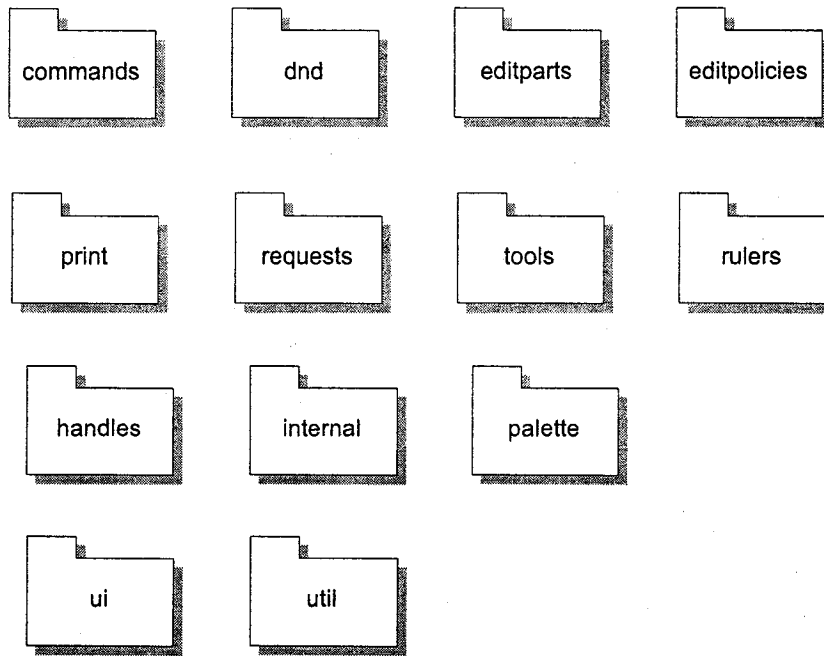 commands
dnd
editparts
editpolicies
print
requests
tools
rulers
handles
internal
palette
ui
util